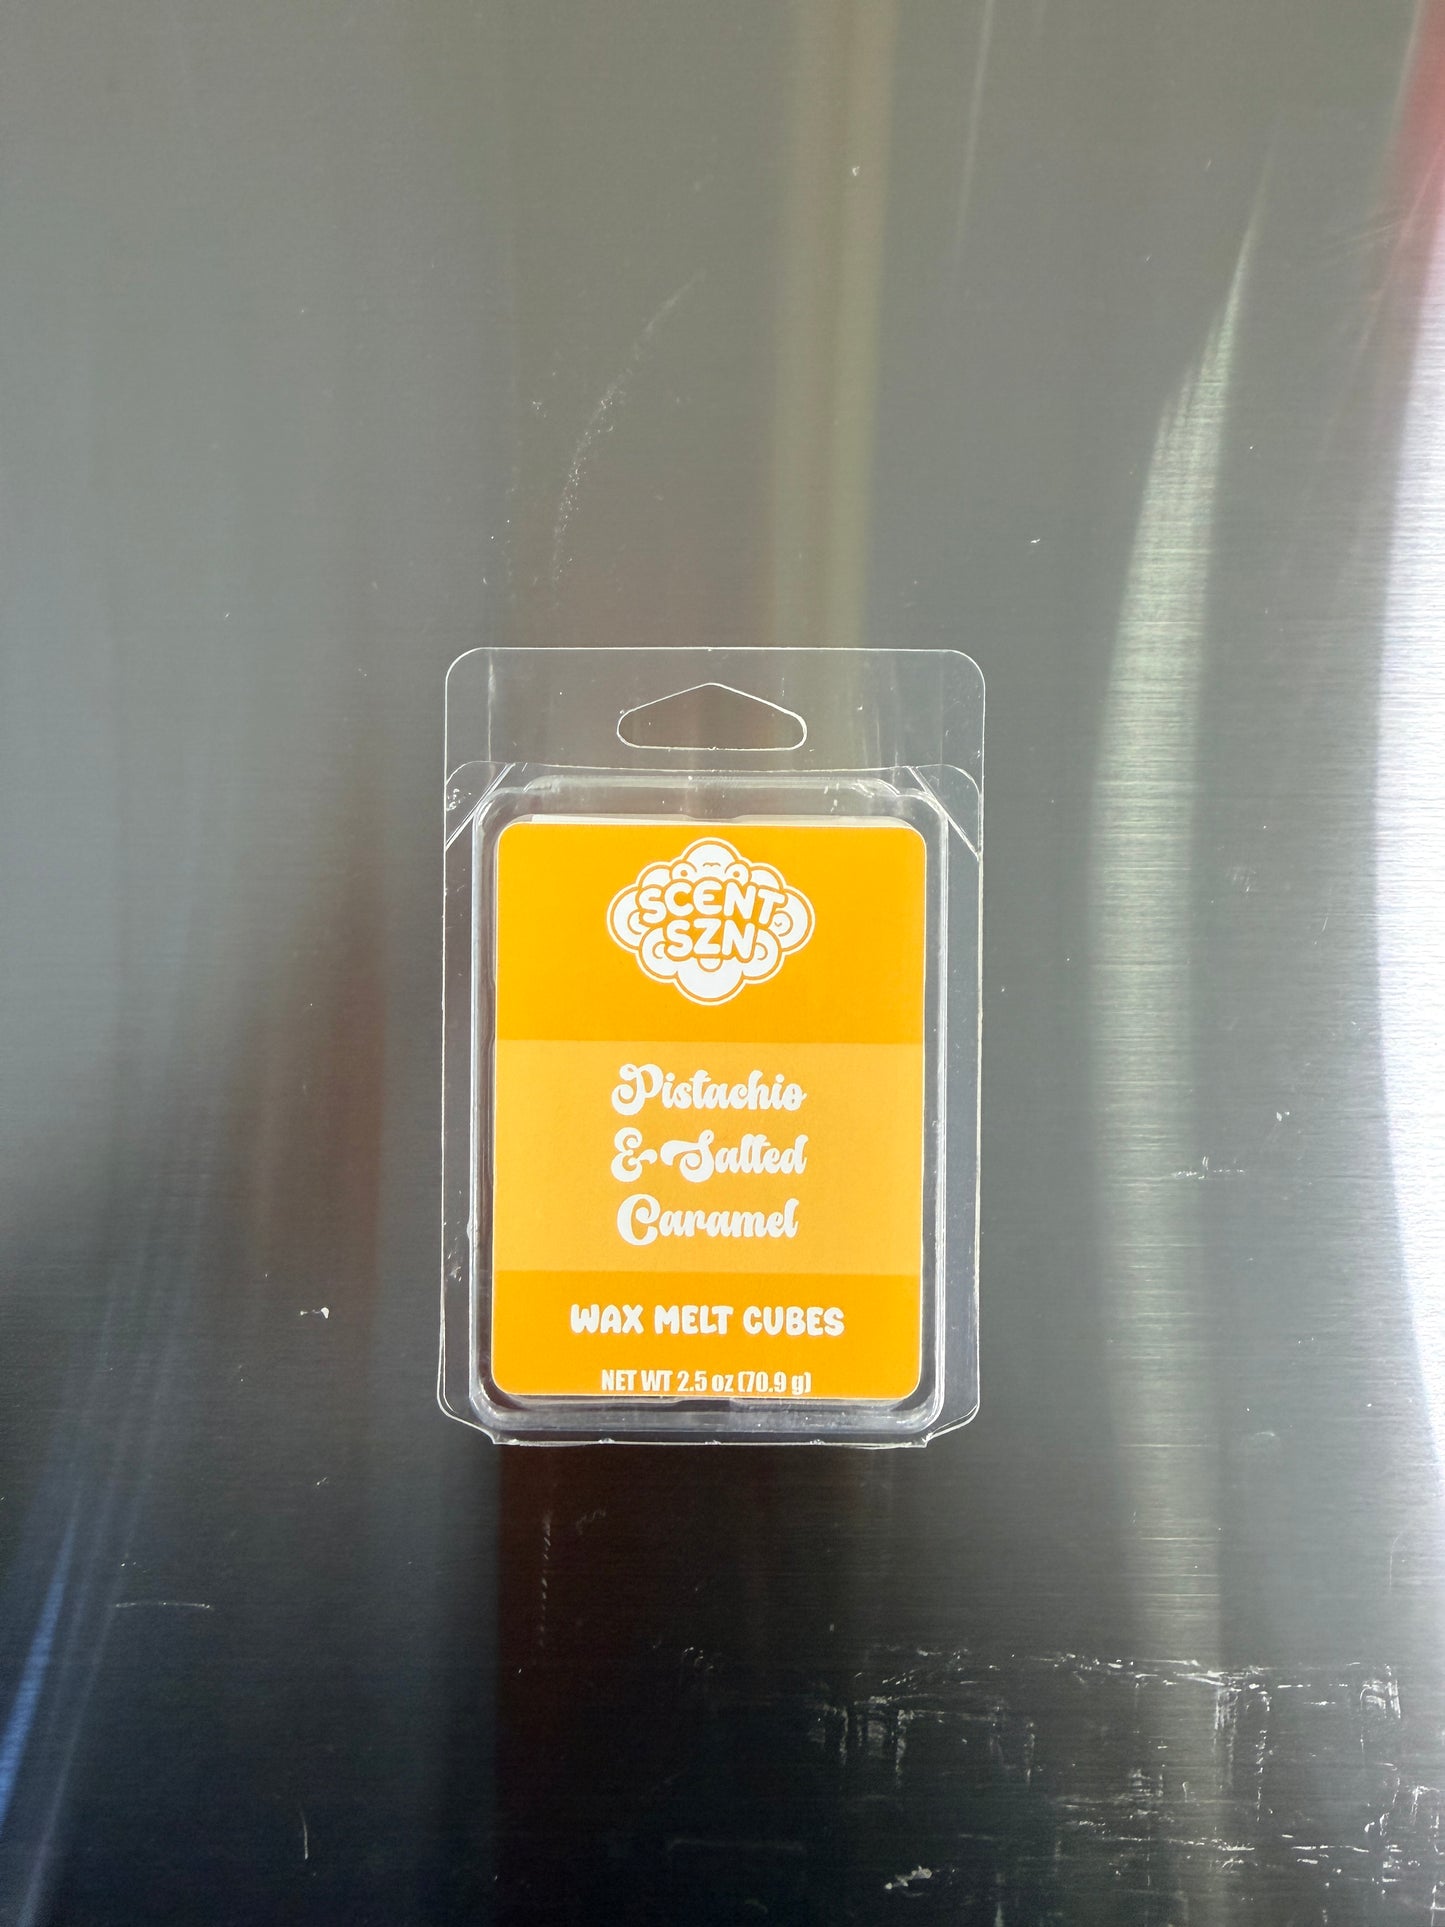 SCENT
SZN
Pistachio
& Salted
Caramel
WAX MELT CUBES
NET WT 2.5 oz (70.9 g)